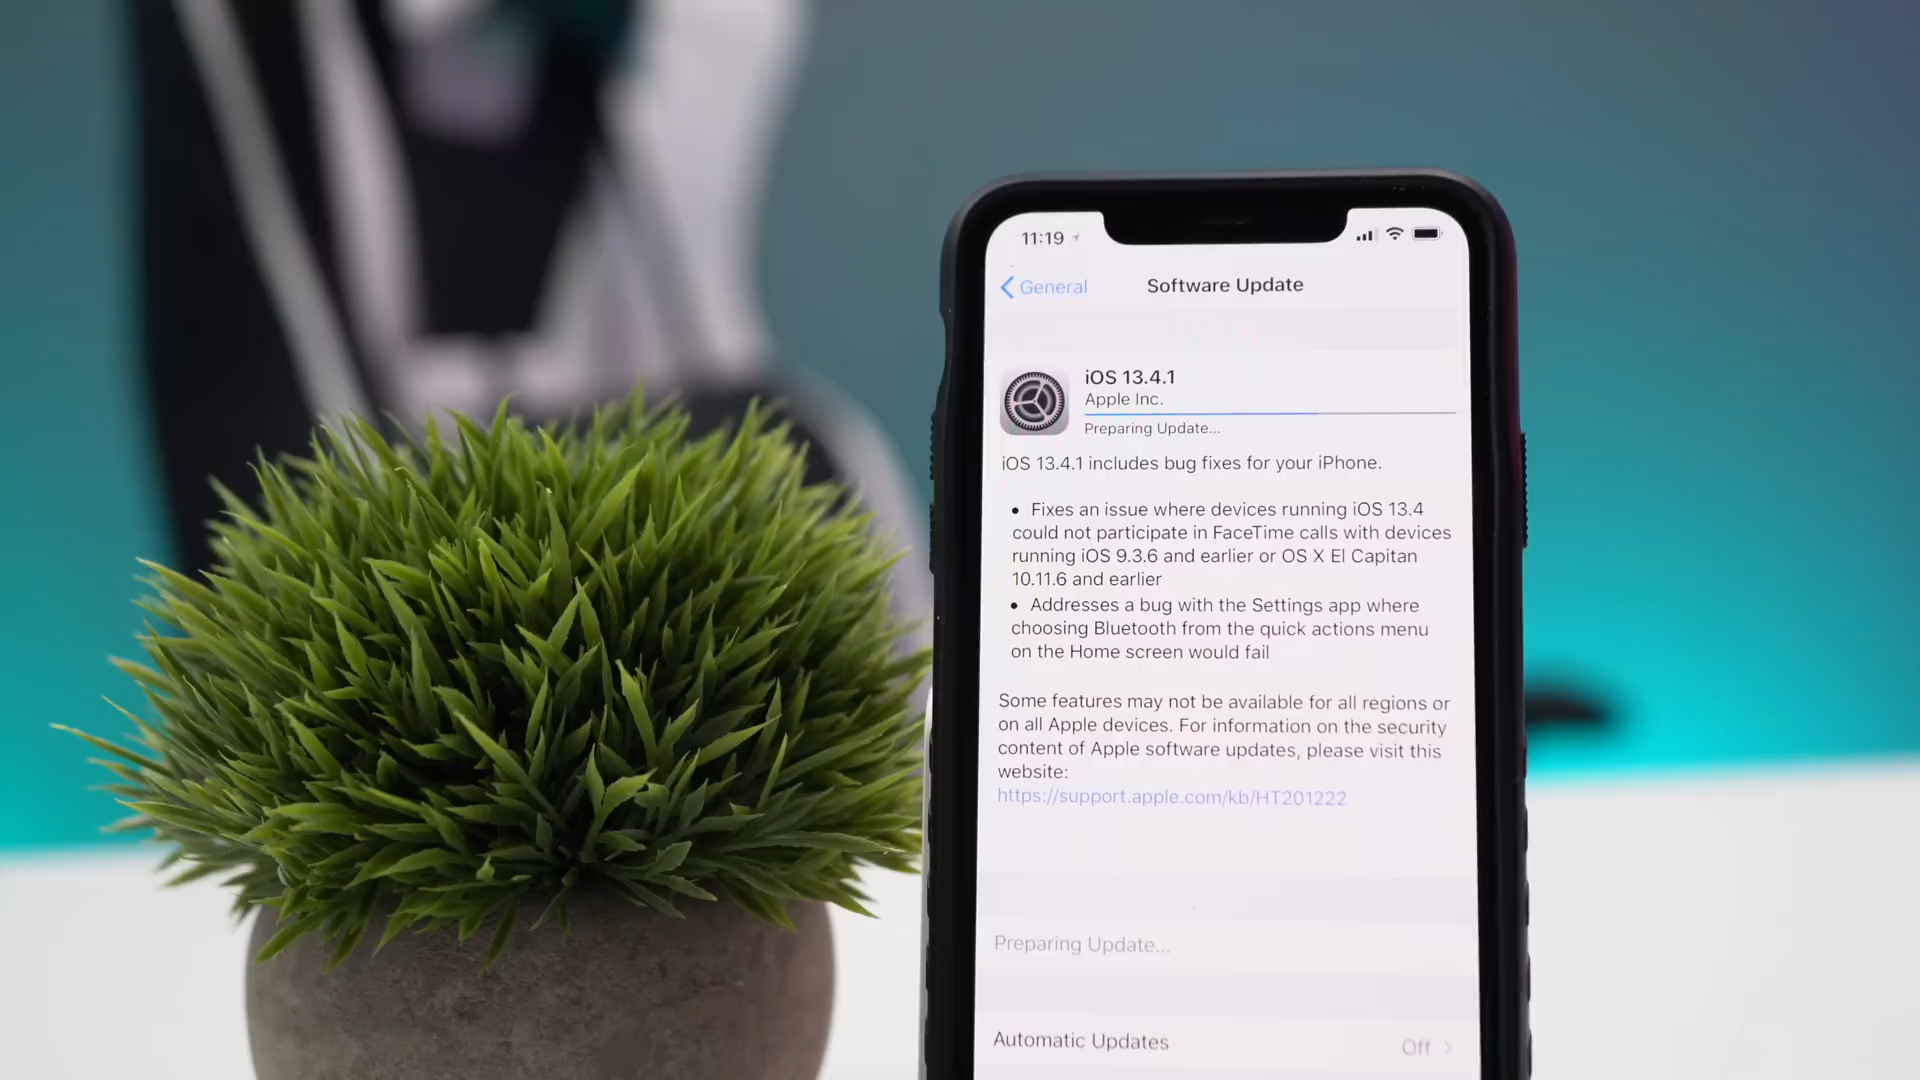 11:19
General
Software Update
iOS 13.4.1
Apple Inc.
Preparing Update...
iOS 13.4.1 includes bug fixes for your iPhone.
• Fixes an issue where devices running iOS 13.4
could not participate in FaceTime calls with devices
running iOS 9.3.6 and earlier or OS X El Capitan
10.11.6 and earlier
• Addresses a bug with the Settings app where
choosing Bluetooth from the quick actions menu
on the Home screen would fail
Some features may not be available for all regions or
on all Apple devices. For information on the security
content of Apple software updates, please visit this
website:
https://support.apple.com/kb/HT201222
Preparing Update...
Automatic Updates
Off